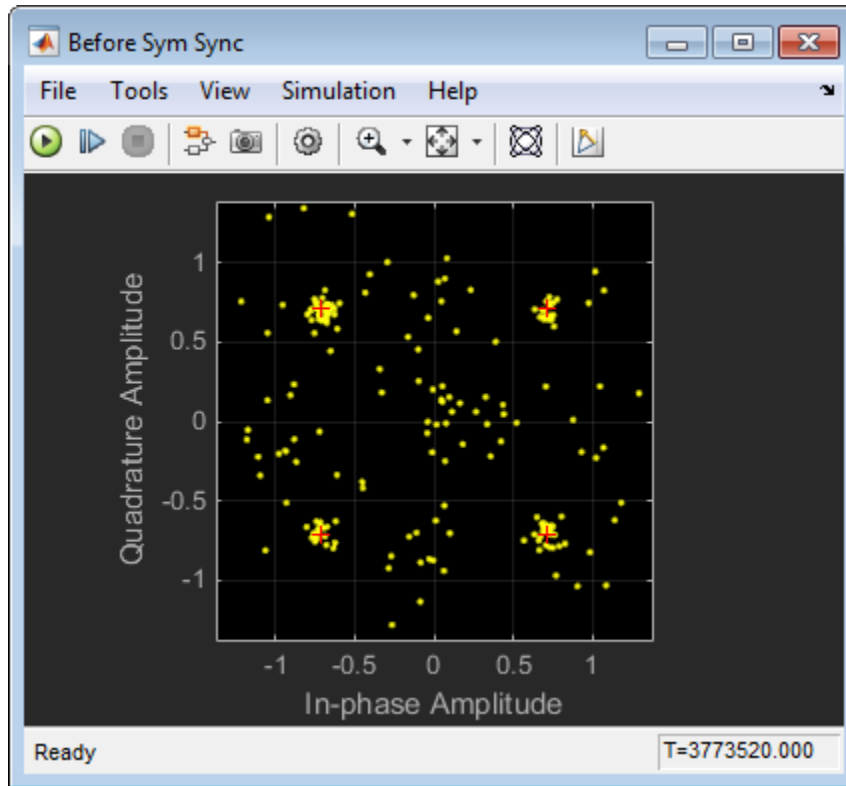 Before Sym Sync
File Tools View Simulation Help
Quadrature Amplitude
1
0.5
0
-0.5
-1
-1 -0.5 0 0.5 1
In-phase Amplitude
Ready T=3773520.000